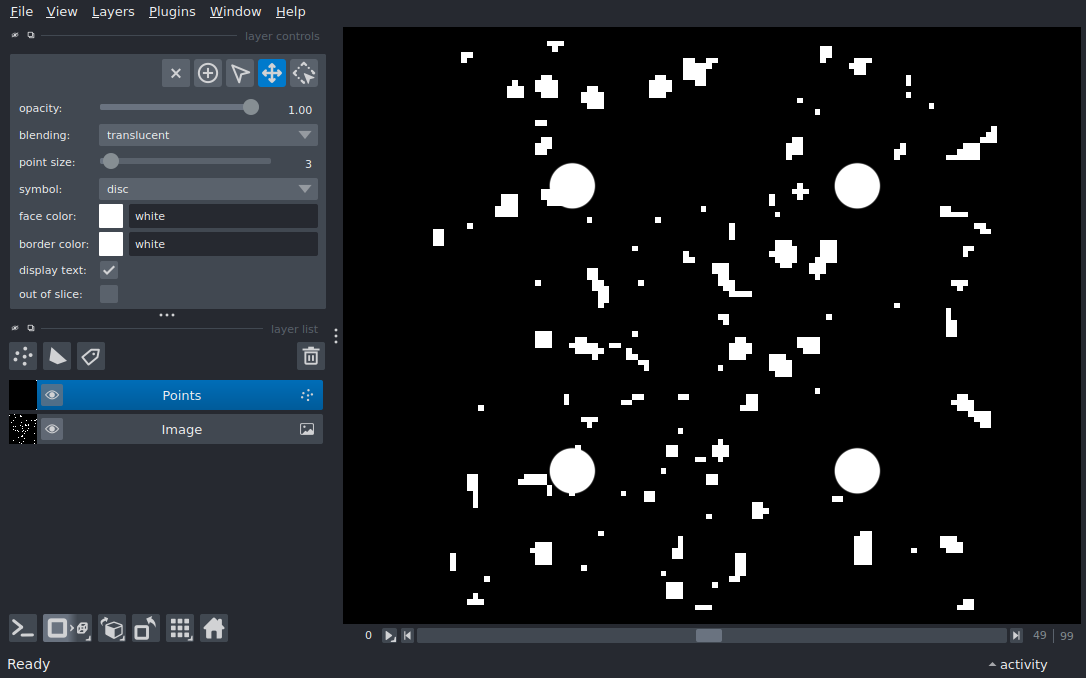 File View Layers Plugins Window Help
layer controls
opacity: 1.00
blending: translucent
point size: 3
symbol: disc
face color: white
border color: white
display text:
out of slice:
layer list
Points
Image
0 49 99
Ready activity